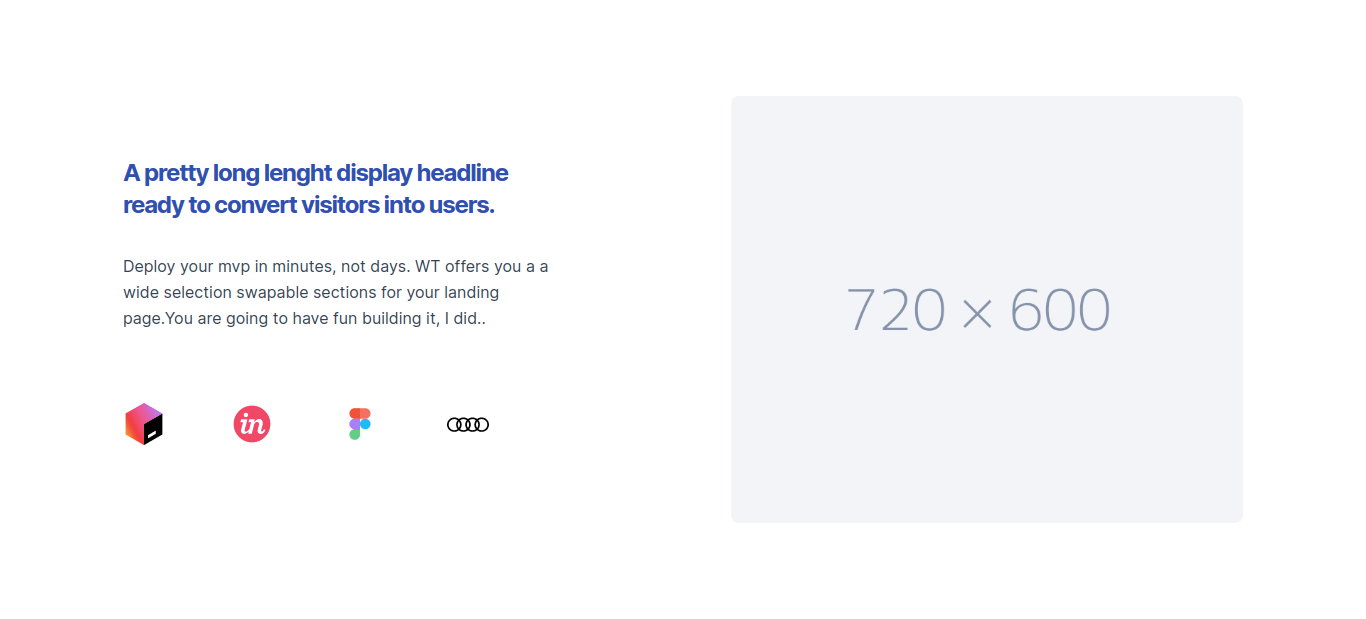 A pretty long lenght display headline
ready to convert visitors into users.
Deploy your mvp in minutes, not days. WT offers you a a
wide selection swapable sections for your landing
page.You are going to have fun building it, I did..
in
720 × 600